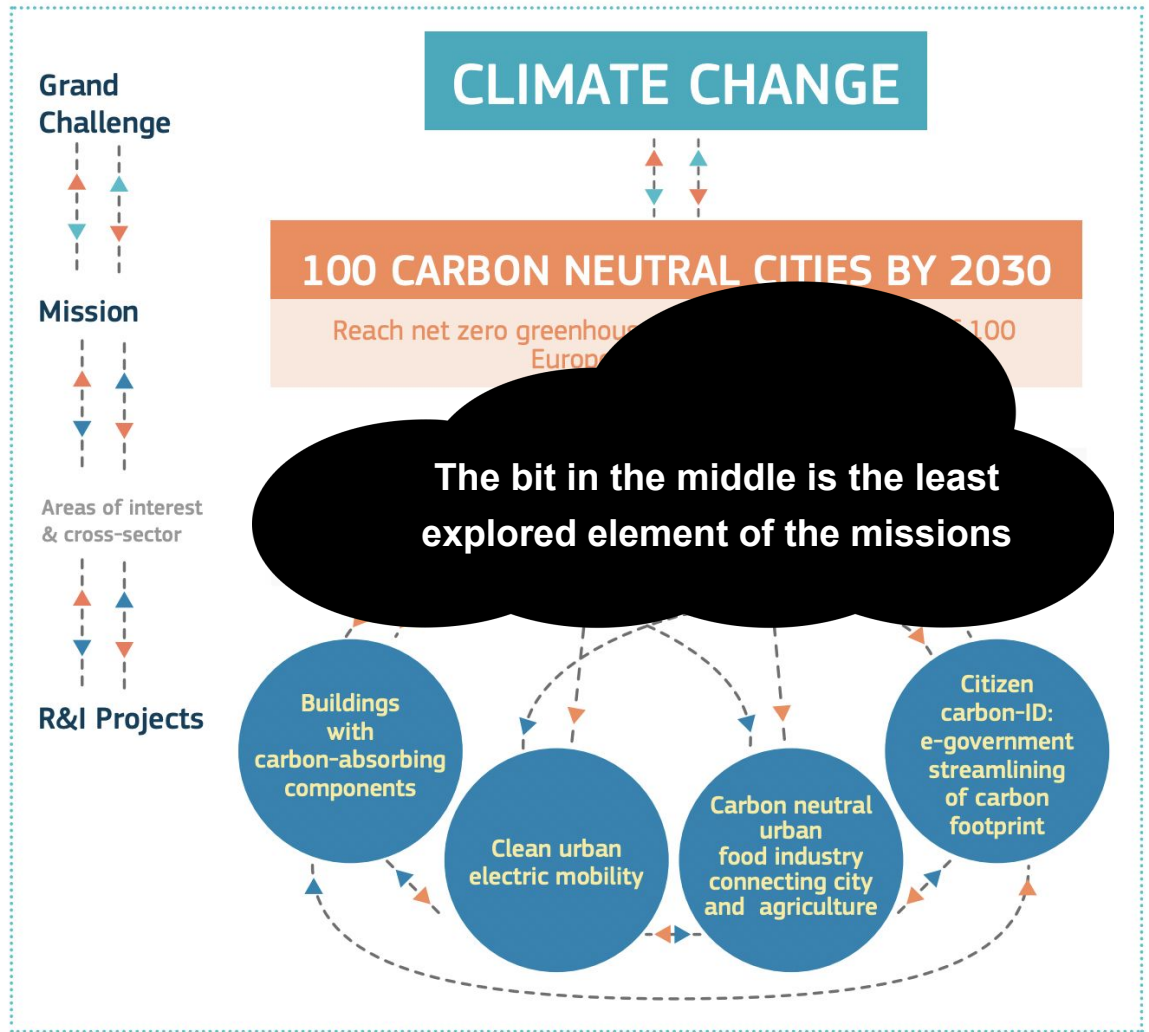 Grand
Challenge
CLIMATE CHANGE
Mission
100 CARBON NEUTRAL CITIES BY 2030
Reach net zero greenhou 100
Europe
Areas of interest
& cross-sector
The bit in the middle is the least
explored element of the missions
R&I Projects
Buildings
with
carbon-absorbing
components
Clean urban
electric mobility
Carbon neutral
urban
food industry
connecting city
and agriculture
Citizen
carbon-ID:
e-government
streamlining
of carbon
footprint